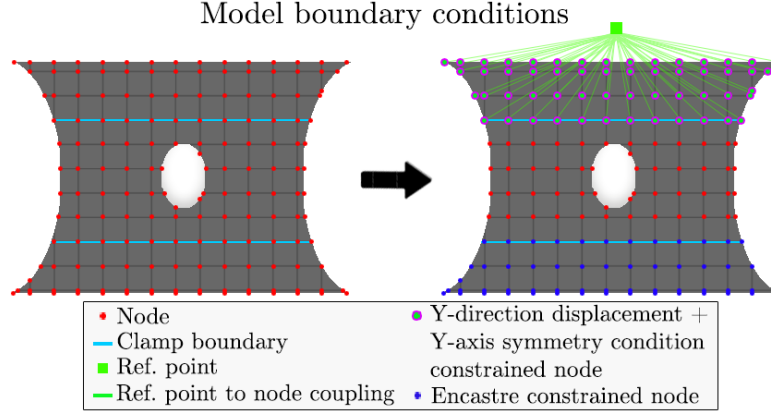 Model boundary conditions
Node
Clamp boundary
Ref. point
Ref. point to node coupling
Y-direction displacement +
Y-axis symmetry condition
constrained node
Encastre constrained node